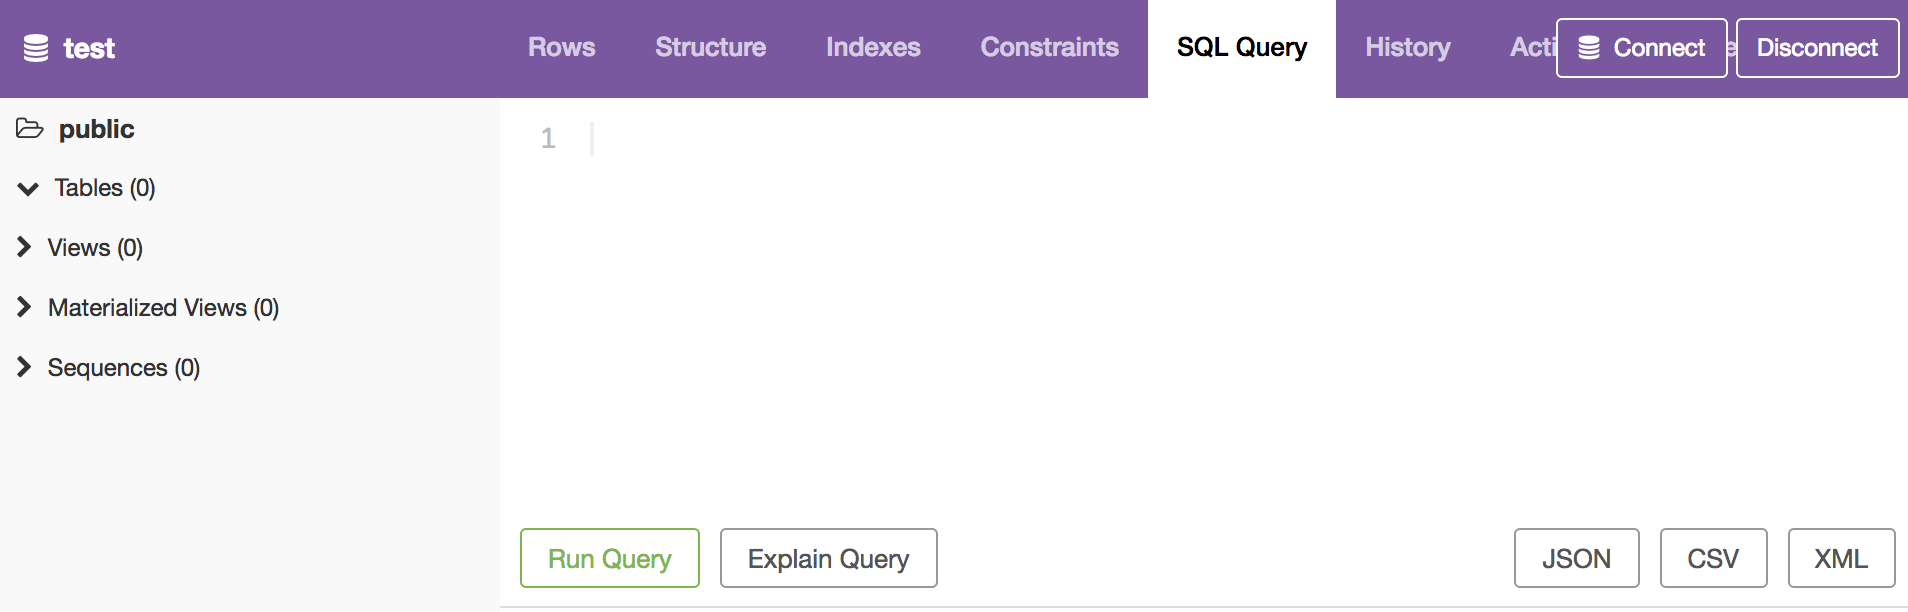 test
Rows Structure Indexes Constraints SQL Query History Connect Disconnect
public
1
Tables (0)
Views (0)
Materialized Views (0)
Sequences (0)
Run Query Explain Query JSON CSV XML